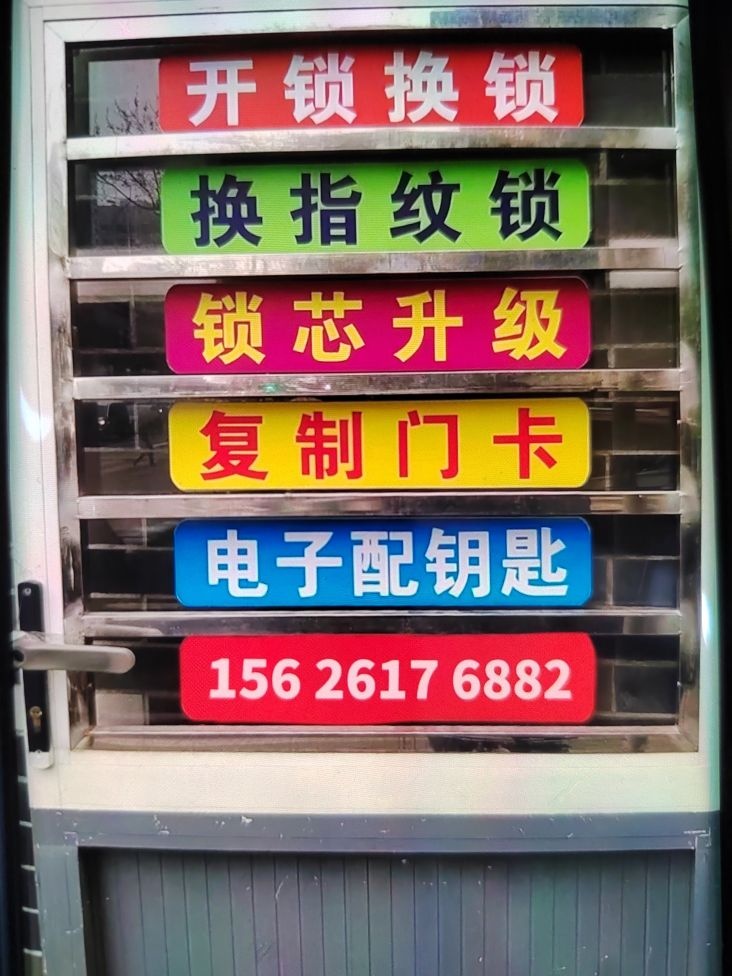 开锁换锁
换指纹锁
锁芯升级
复制门卡
电子配钥匙
156 2617 6882